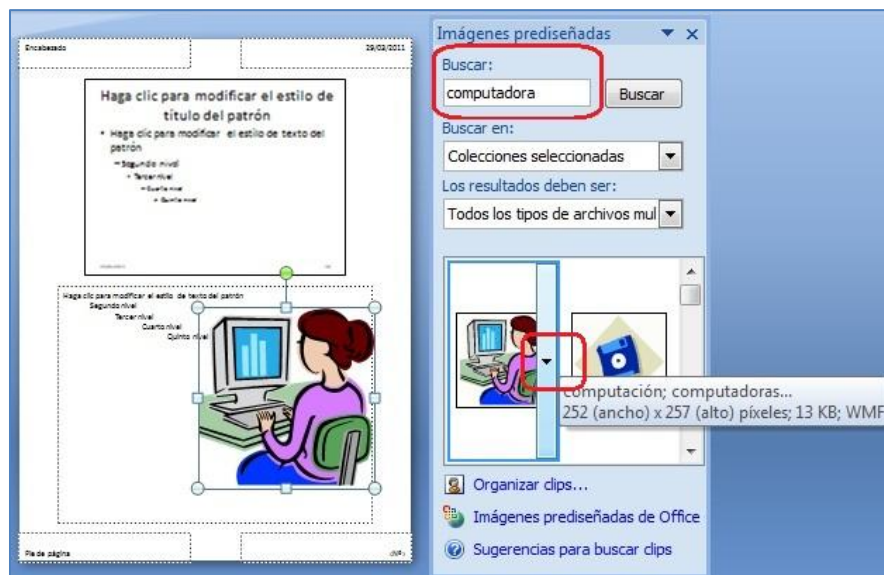 Encabezado
29/03/2011
Haga clic para modificar el estilo de
título del patrón
• Haga clic para modificar el estilo de texto del
patrón
– Segundo nivel
• Tercer nivel
– Cuarto nivel
• Quinto nivel
Haga clic para modificar el estilo de texto del patrón
Segundo nivel
Tercer nivel
Cuarto nivel
Quinto nivel
Pie de página
‹Nº›
Imágenes prediseñadas
Buscar:
computadora
Buscar
Buscar en:
Colecciones seleccionadas
Los resultados deben ser:
Todos los tipos de archivos mul
computación; computadoras...
252 (ancho) x 257 (alto) píxeles; 13 KB; WMF
Organizar clips...
Imágenes prediseñadas de Office
Sugerencias para buscar clips